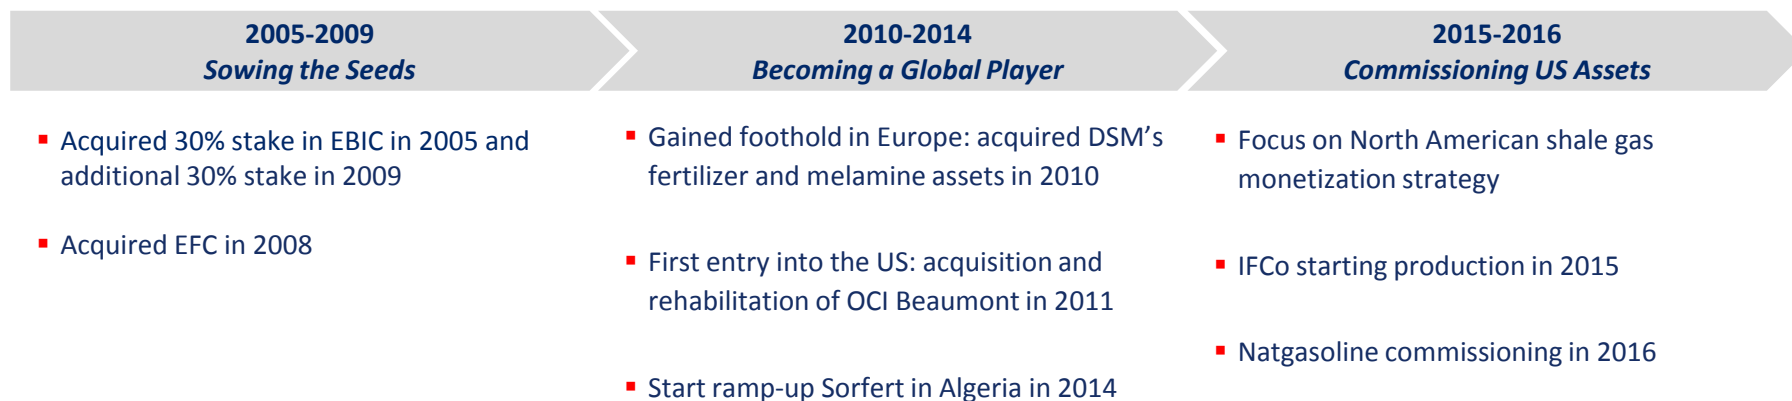 2005-2009
Sowing the Seeds
▪ Acquired 30% stake in EBIC in 2005 and
additional 30% stake in 2009
▪ Acquired EFC in 2008
2010-2014
Becoming a Global Player
▪ Gained foothold in Europe: acquired DSM’s
fertilizer and melamine assets in 2010
▪ First entry into the US: acquisition and
rehabilitation of OCI Beaumont in 2011
▪ Start ramp-up Sorfert in Algeria in 2014
2015-2016
Commissioning US Assets
▪ Focus on North American shale gas
monetization strategy
▪ IFCo starting production in 2015
▪ Natgasoline commissioning in 2016